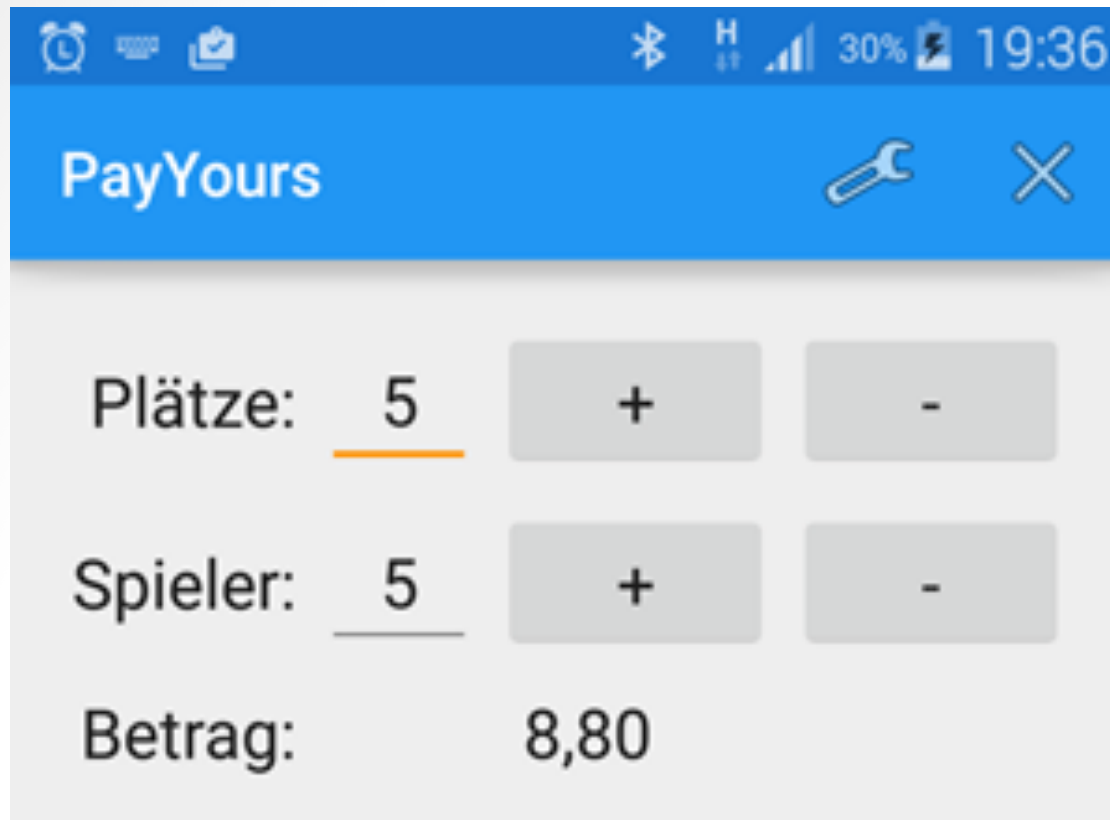 H 30% 19:36
PayYours
Plätze: 5 + -
Spieler: 5 + -
Betrag: 8,80